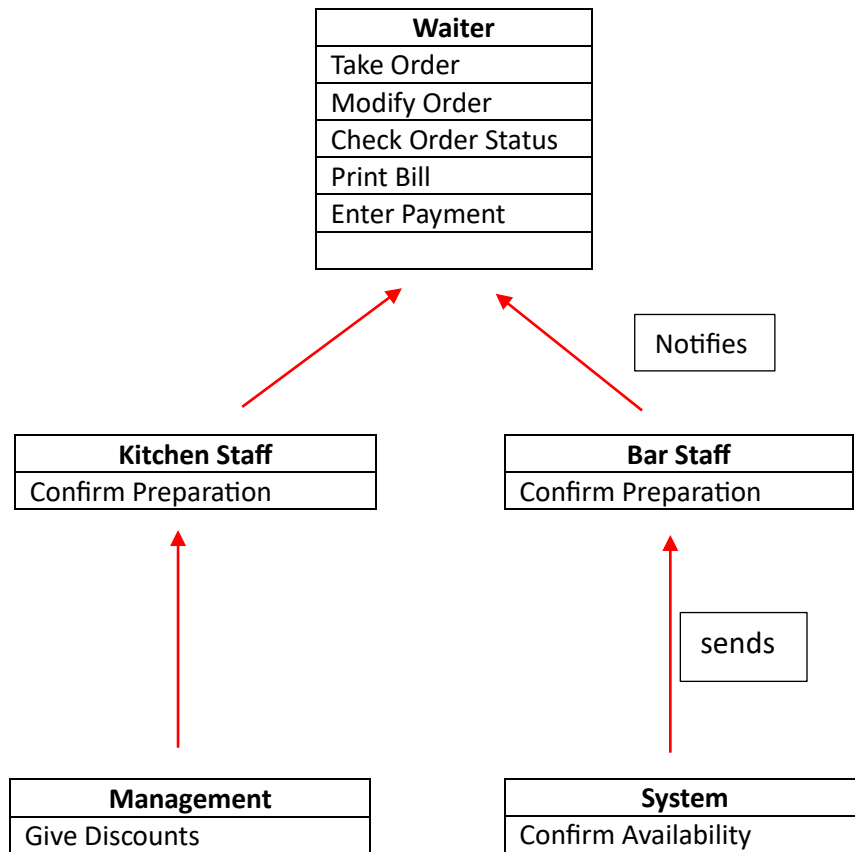 Waiter
Take Order
Modify Order
Check Order Status
Print Bill
Enter Payment
Notifies
Kitchen Staff
Confirm Preparation
Bar Staff
Confirm Preparation
sends
Management
Give Discounts
System
Confirm Availability